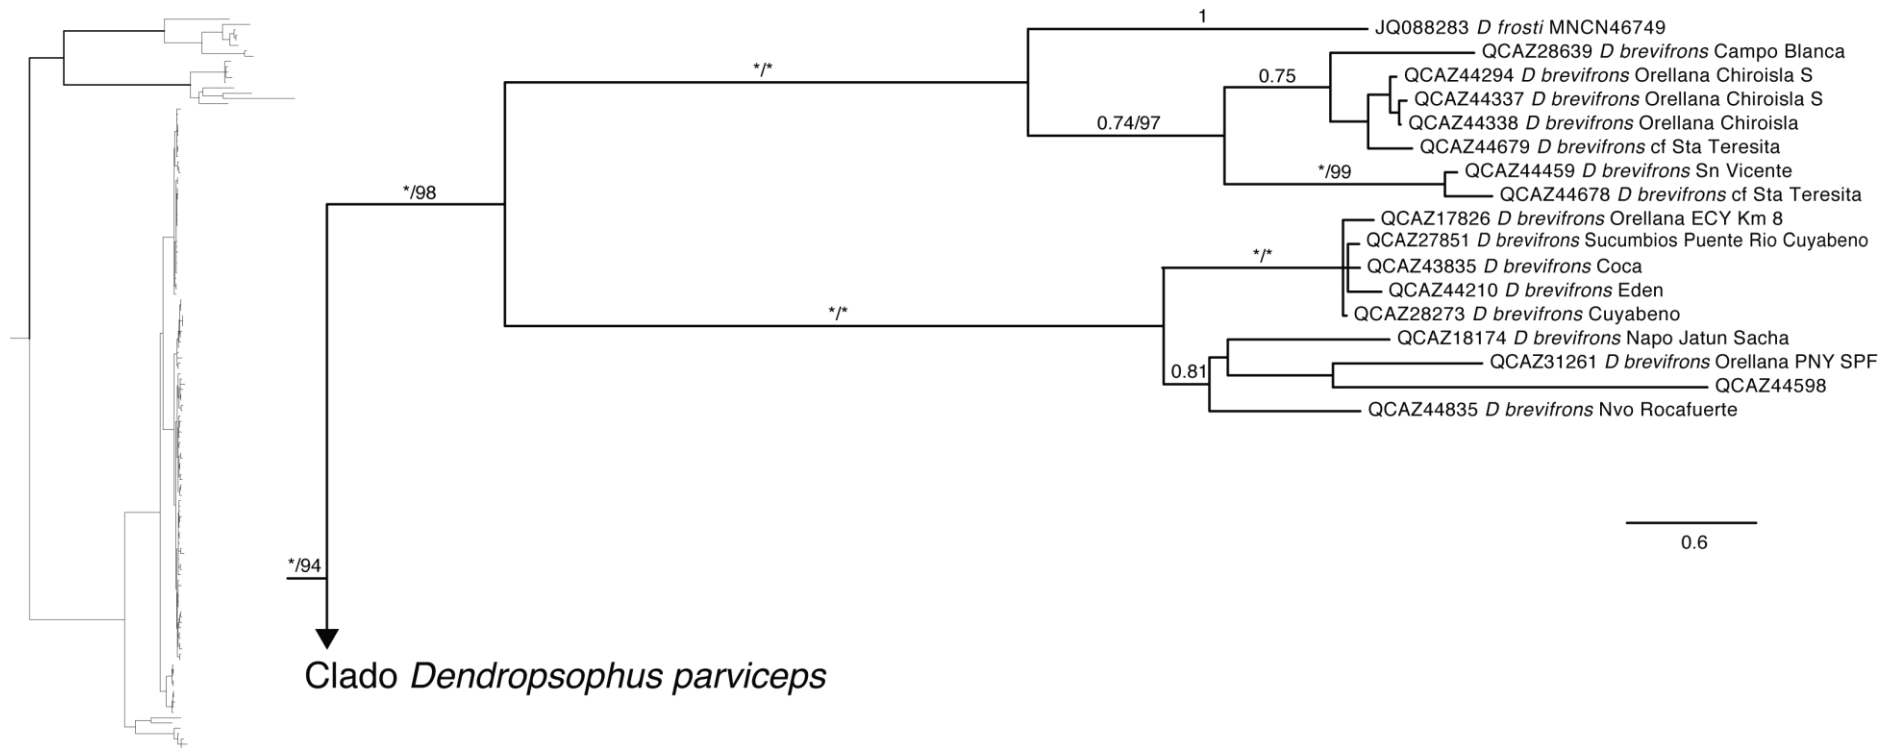 1
JQ088283 D frosti MNCN46749
QCAZ28639 D brevifrons Campo Blanca
*/*
0.75
QCAZ44294 D brevifrons Orellana Chiroisla S
QCAZ44337 D brevifrons Orellana Chiroisla S
0.74/97
QCAZ44338 D brevifrons Orellana Chiroisla
QCAZ44679 D brevifrons cf Sta Teresita
*/99
QCAZ44459 D brevifrons Sn Vicente
*/98
QCAZ44678 D brevifrons cf Sta Teresita
QCAZ17826 D brevifrons Orellana ECY Km 8
QCAZ27851 D brevifrons Sucumbios Puente Rio Cuyabeno
*/*
QCAZ43835 D brevifrons Coca
QCAZ44210 D brevifrons Eden
*/*
QCAZ28273 D brevifrons Cuyabeno
QCAZ18174 D brevifrons Napo Jatun Sacha
QCAZ31261 D brevifrons Orellana PNY SPF
0.81
QCAZ44598
QCAZ44835 D brevifrons Nvo Rocafuerte
0.6
*/94
Clado Dendropsophus parviceps